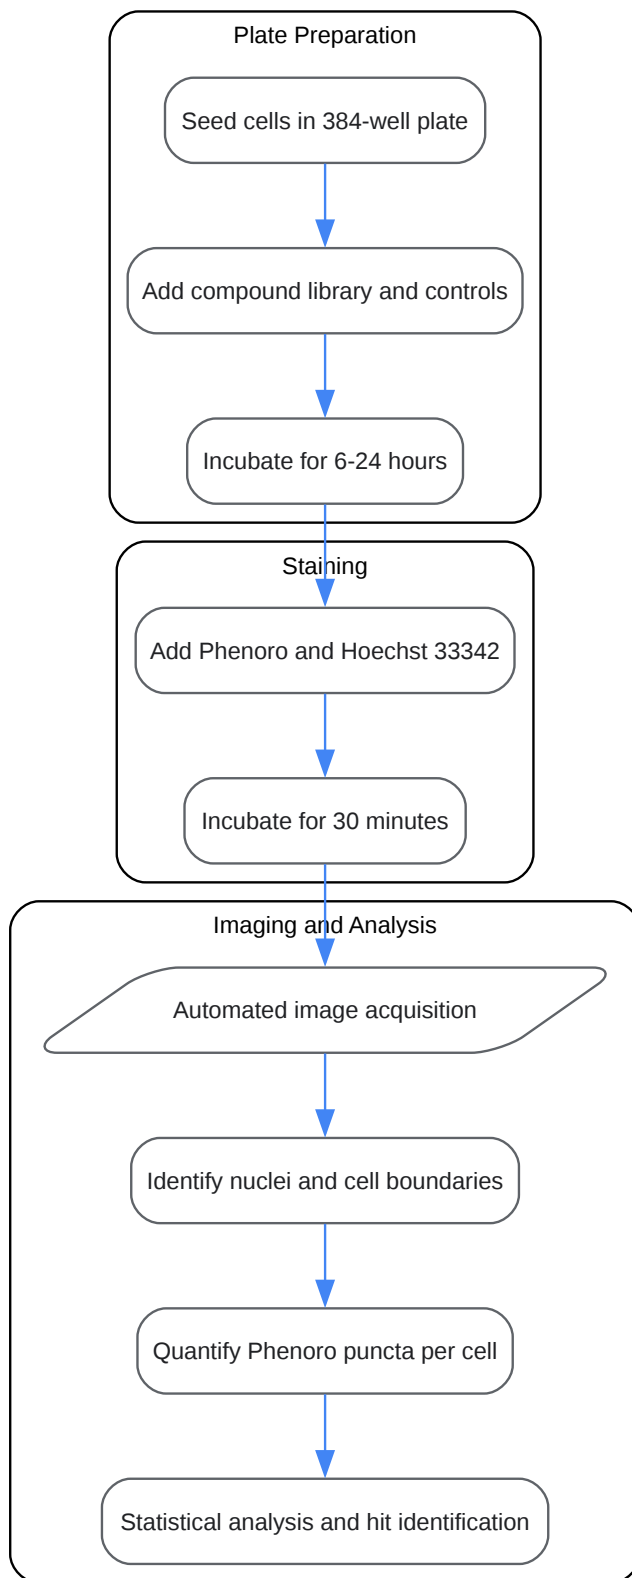 Plate Preparation
Seed cells in 384-well plate
Add compound library and controls
Incubate for 6-24 hours
Staining
Add Phenoro and Hoechst 33342
Incubate for 30 minutes
Imaging and Analysis
Automated image acquisition
Identify nuclei and cell boundaries
Quantify Phenoro puncta per cell
Statistical analysis and hit identification